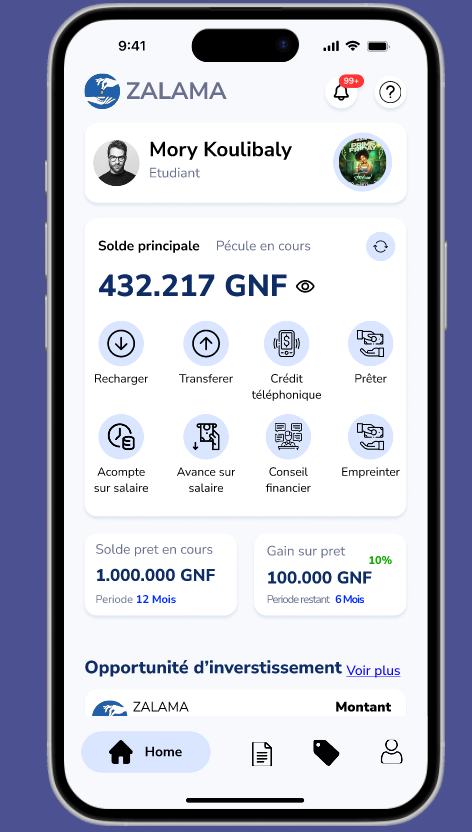 9:41
ZALAMA
99+
?
Mory Koulibaly
Etudiant
PRIME
FRIDAY
Solde principale Pécule en cours
432.217 GNF
Recharger
Transferer
Crédit
téléphonique
Prêter
Acompte
sur salaire
Avance sur
salaire
Conseil
financier
Empreinter
Solde pret en cours
1.000.000 GNF
Periode 12 Mois
Gain sur pret
10%
100.000 GNF
Periode restant 6 Mois
Opportunité d’inverstissement Voir plus
ZALAMA
Montant
Home